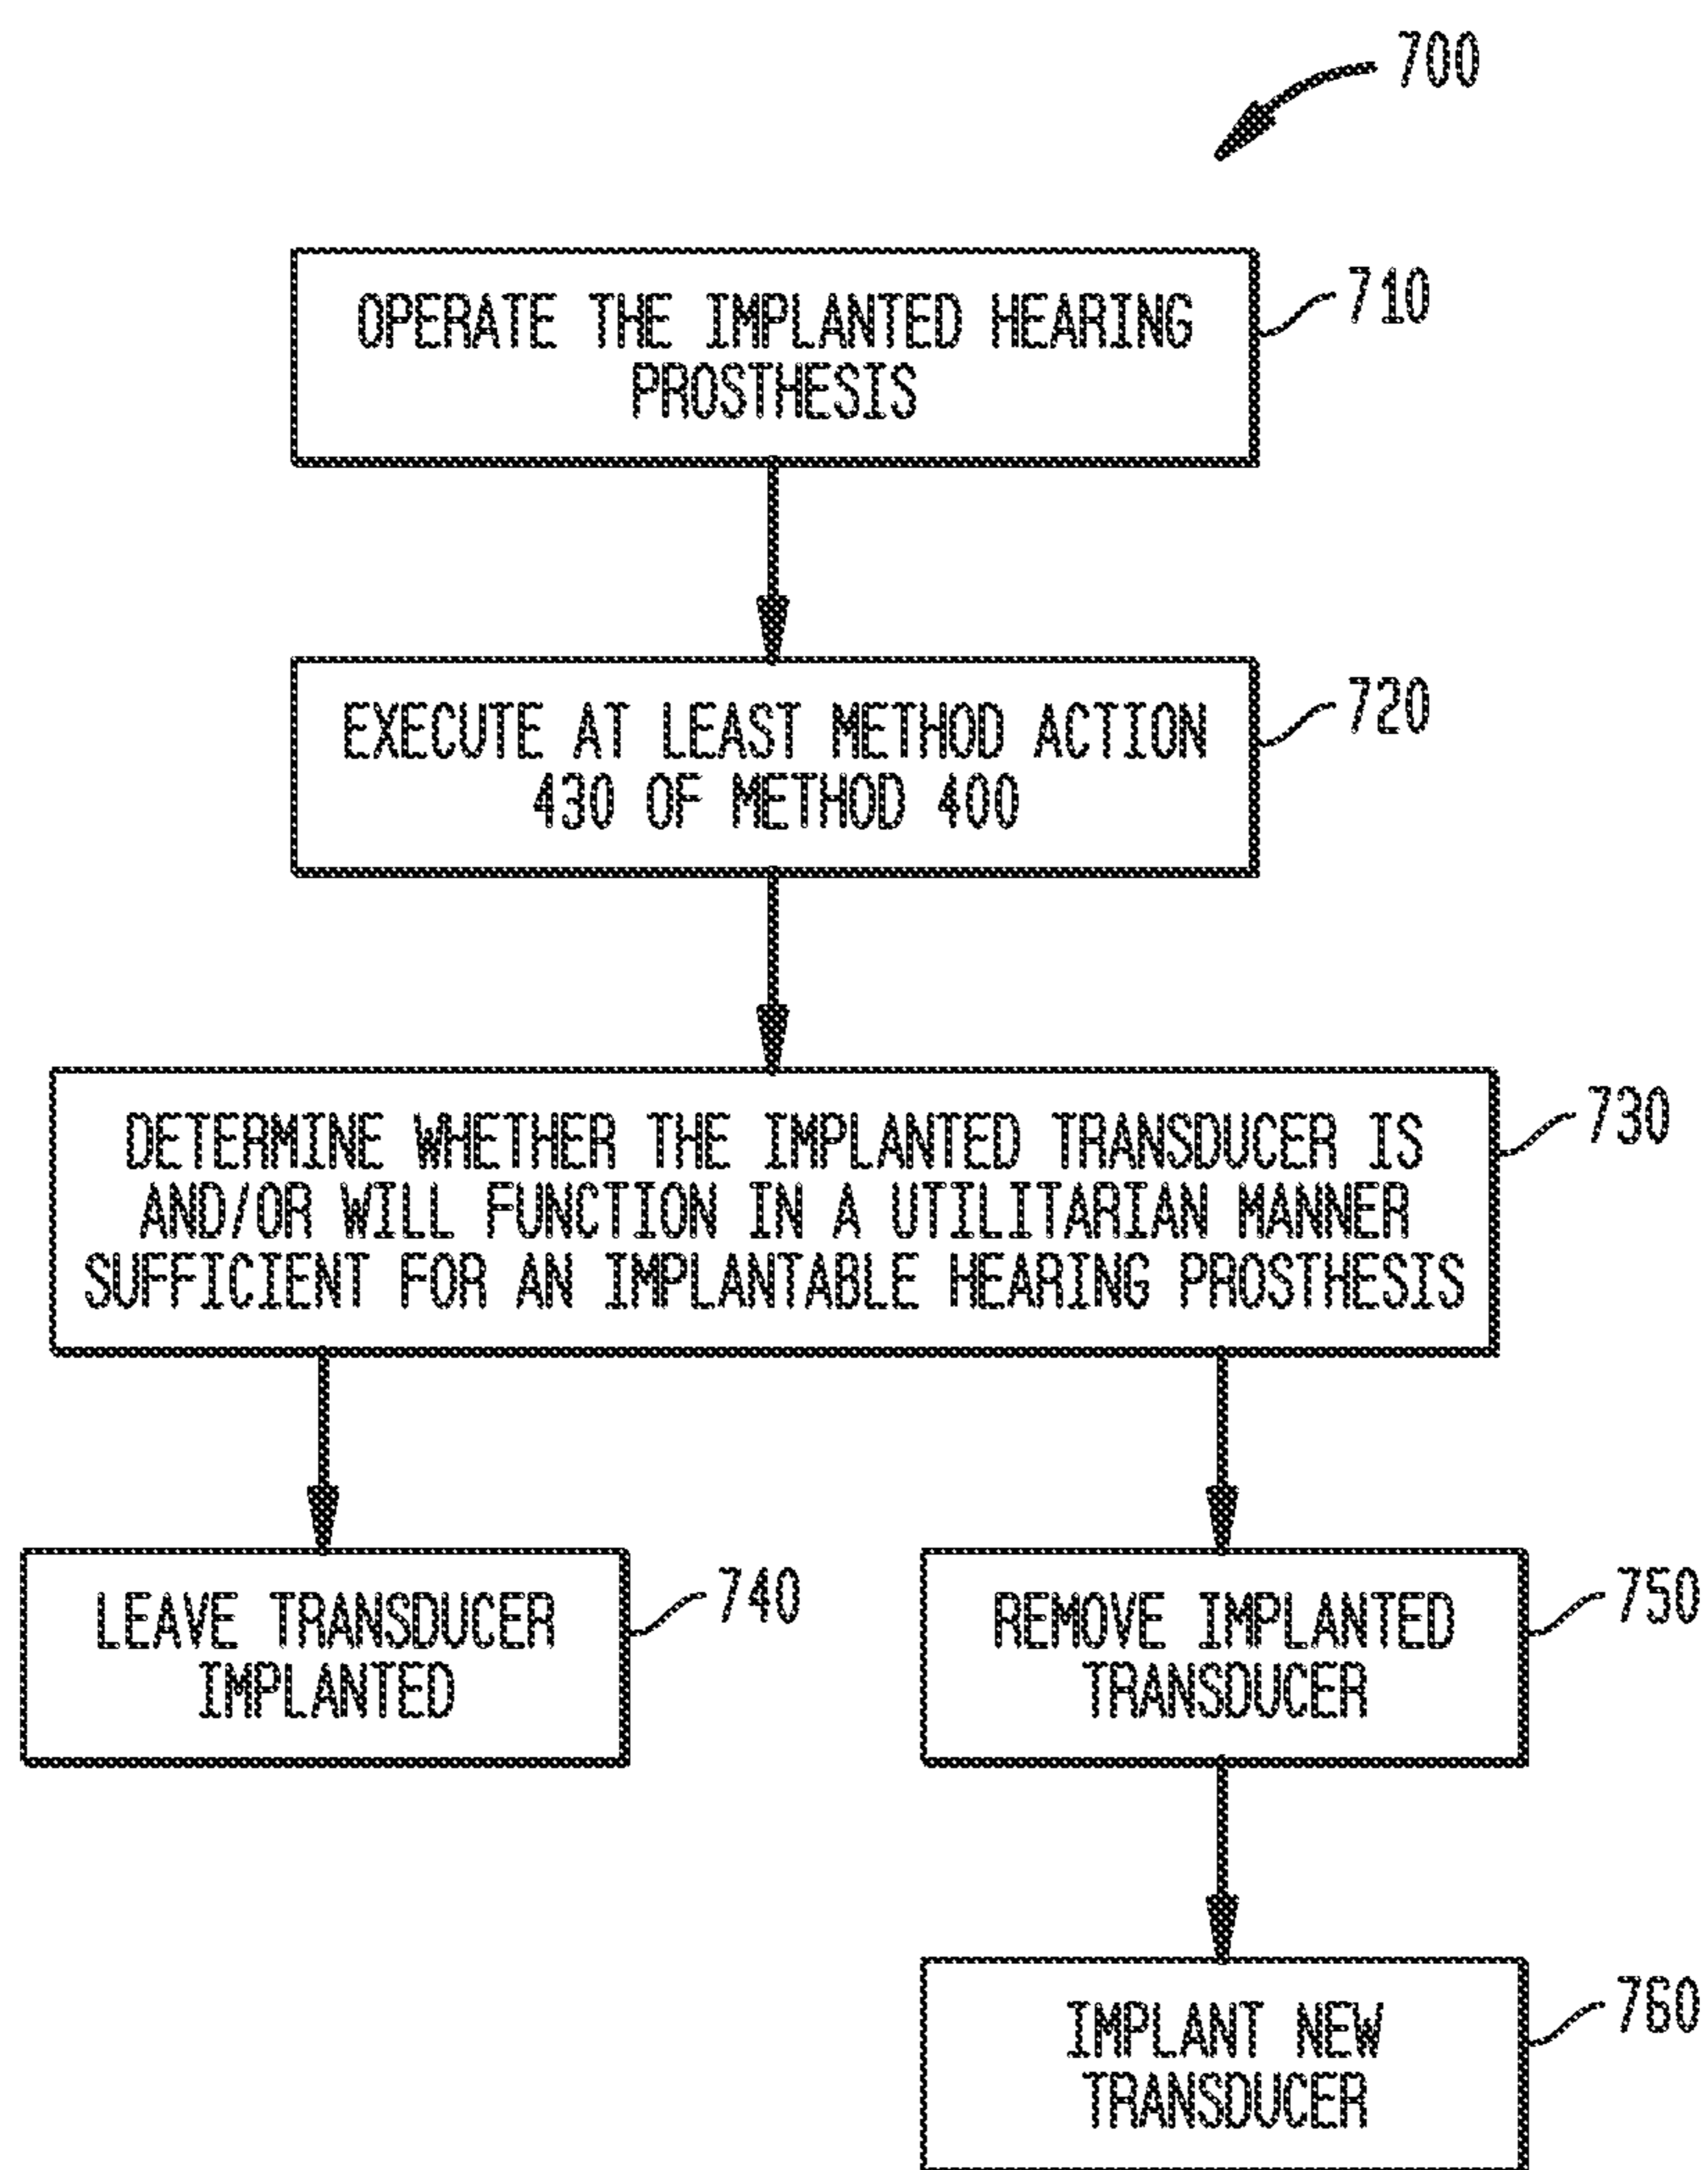 700
OPERATE THE IMPLANTED HEARING
PROSTHESIS
710
EXECUTE AT LEAST METHOD ACTION
430 OF METHOD 400
720
DETERMINE WHETHER THE IMPLANTED TRANSDUCER IS
AND/OR WILL FUNCTION IN A UTILITARIAN MANNER
SUFFICIENT FOR AN IMPLANTABLE HEARING PROSTHESIS
730
LEAVE TRANSDUCER
IMPLANTED
740
REMOVE IMPLANTED
TRANSDUCER
750
IMPLANT NEW
TRANSDUCER
760